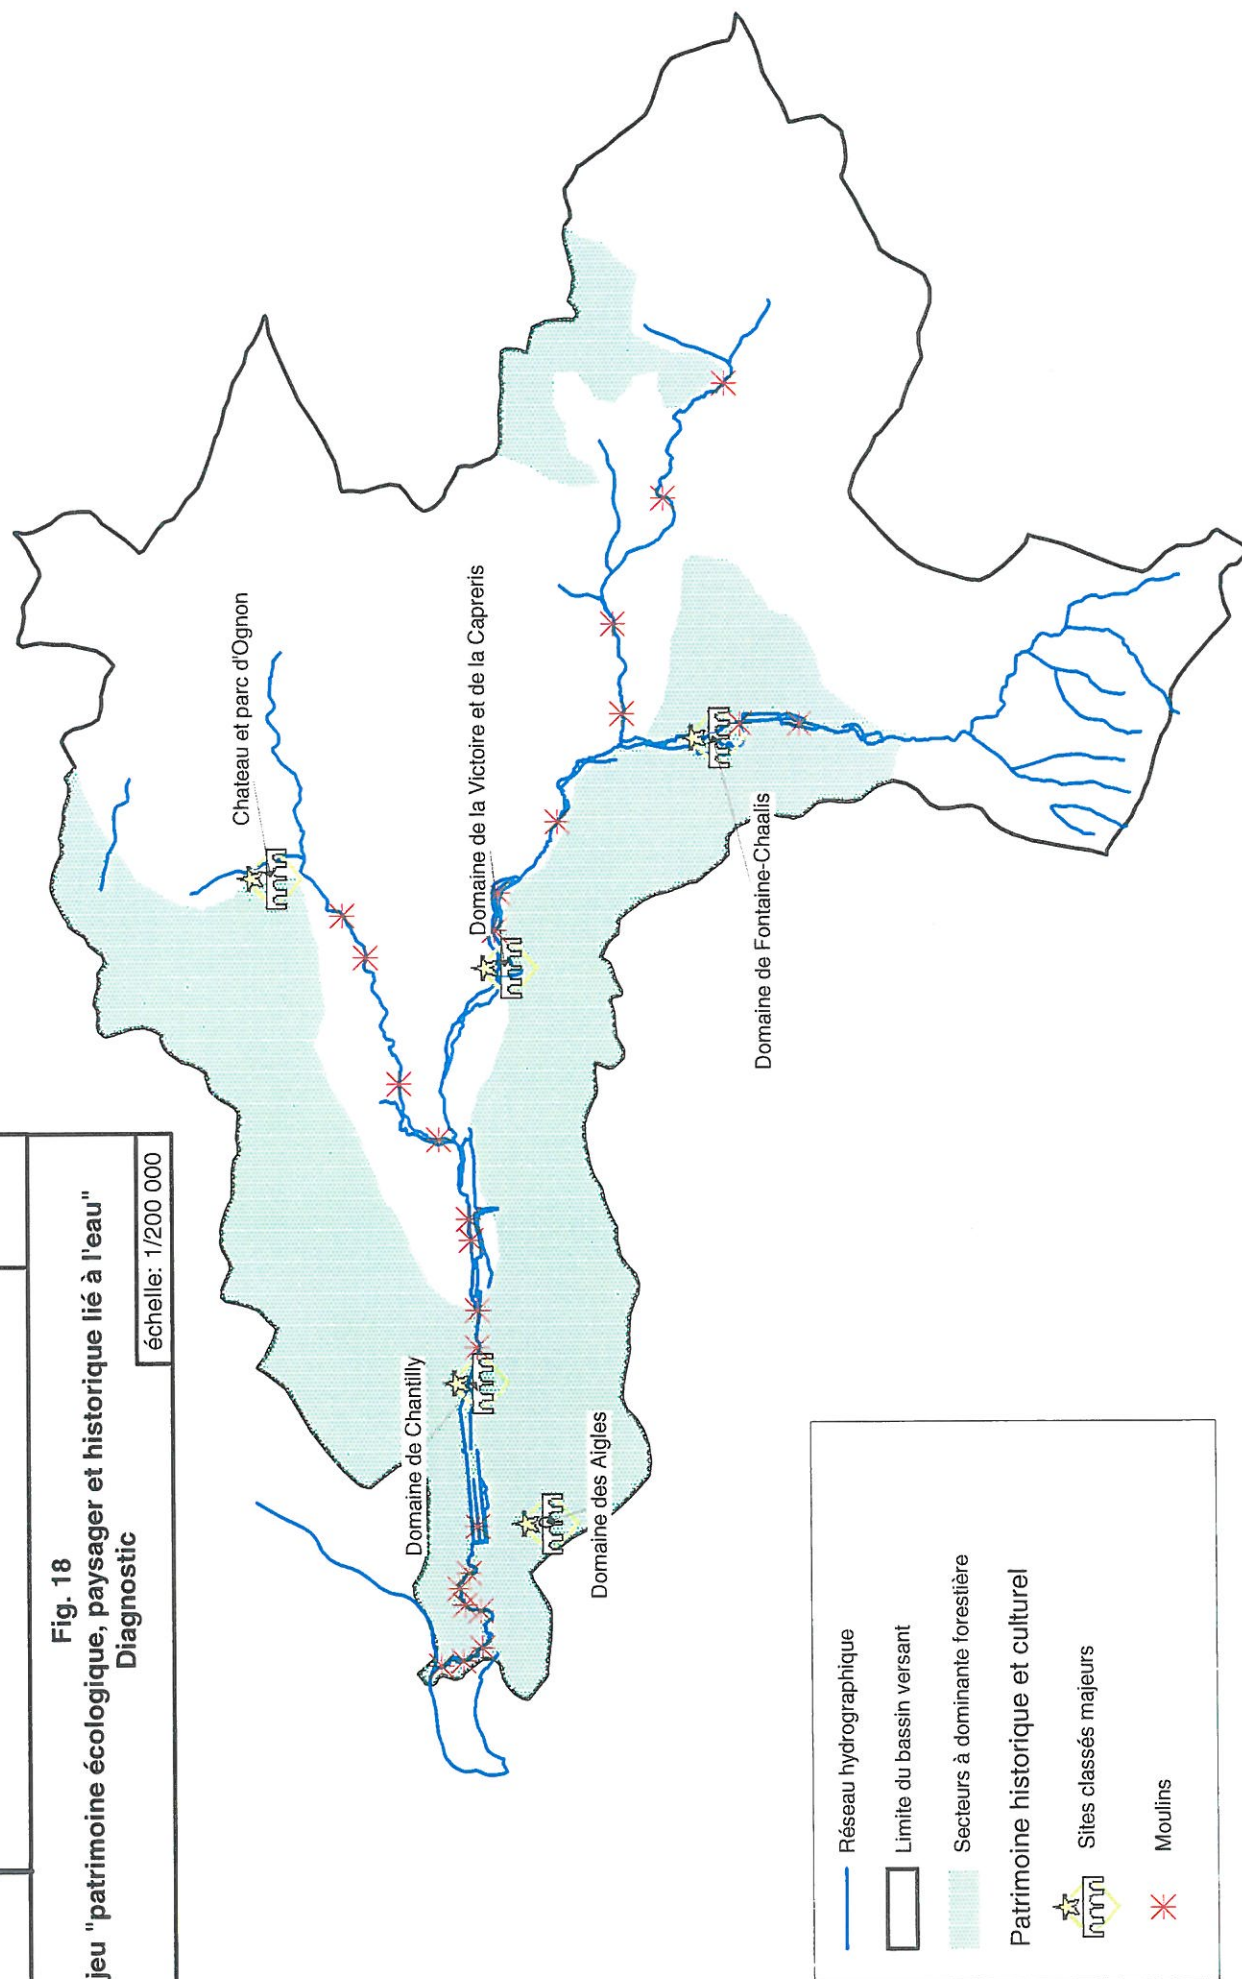 Fig. 18
jeu "patrimoine écologique, paysager et historique lié à l'eau"
Diagnostic
échelle: 1/200 000
Chateau et parc d'Ognon
Domaine de la Victoire et de la Capreris
Domaine de Chantilly
Domaine des Aigles
Domaine de Fontaine-Chaalis
Réseau hydrographique
Limite du bassin versant
Secteurs à dominante forestière
Patrimoine historique et culturel
Sites classés majeurs
Moulins